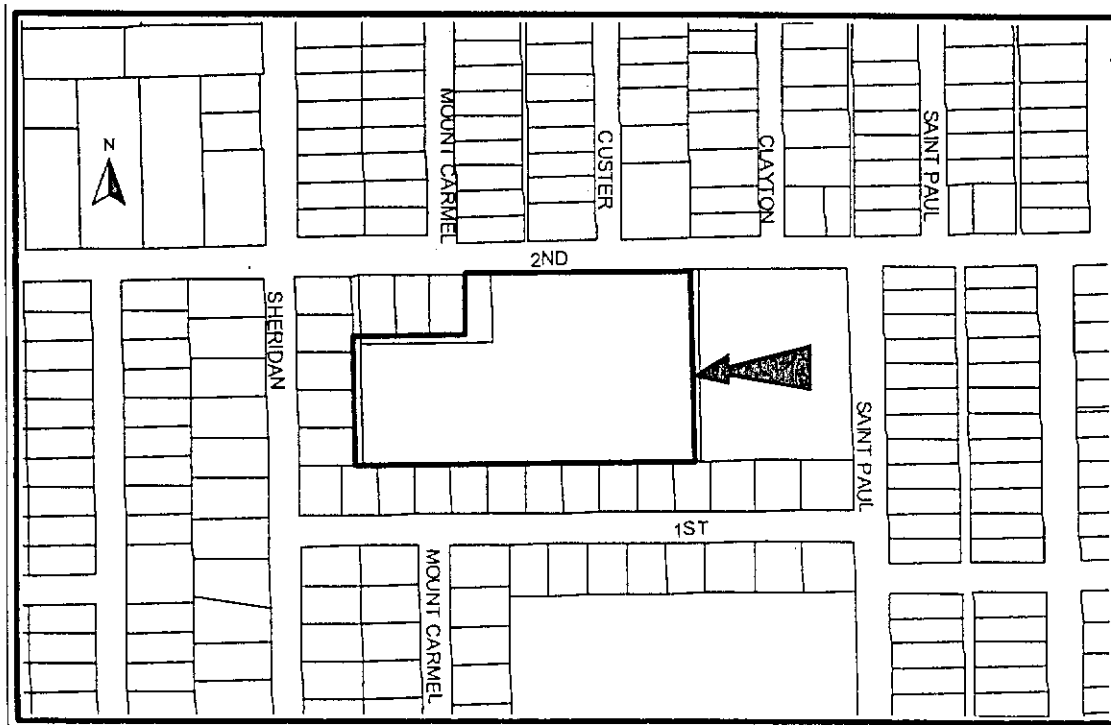 N
MOUNT CARMEL
CUSTER
CLAYTON
SAINT PAUL
2ND
SHERIDAN
SAINT PAUL
1ST
MOUNT CARMEL